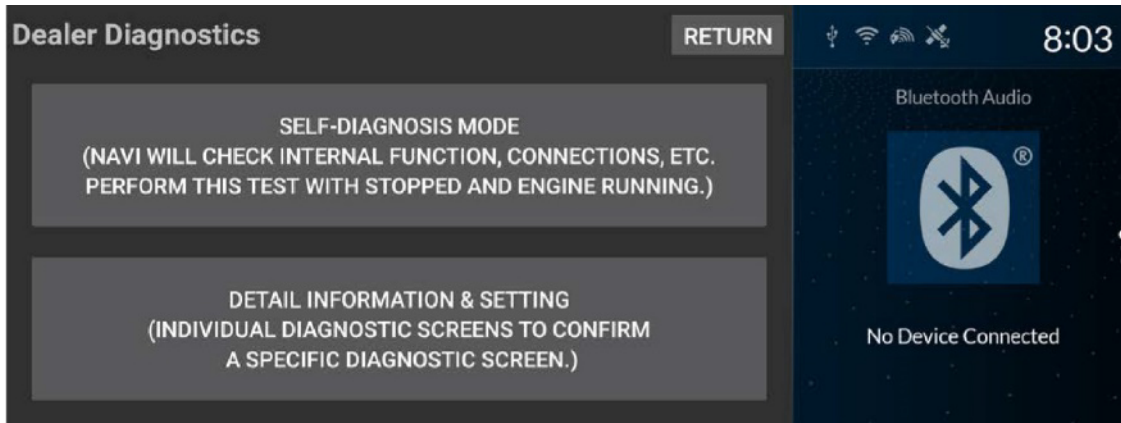 Dealer Diagnostics
RETURN
SELF-DIAGNOSIS MODE
(NAVI WILL CHECK INTERNAL FUNCTION, CONNECTIONS, ETC.
PERFORM THIS TEST WITH STOPPED AND ENGINE RUNNING.)
DETAIL INFORMATION & SETTING
(INDIVIDUAL DIAGNOSTIC SCREENS TO CONFIRM
A SPECIFIC DIAGNOSTIC SCREEN.)
8:03
Bluetooth Audio
®
No Device Connected